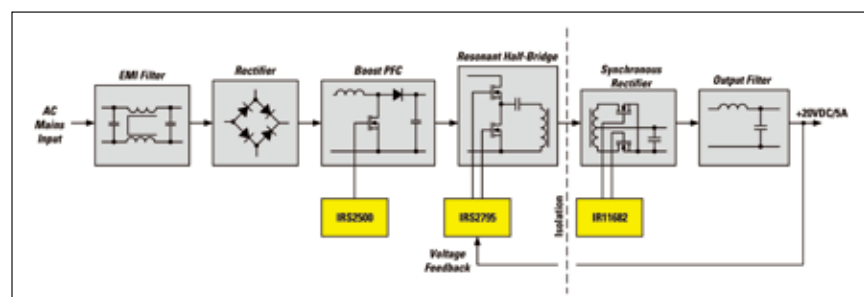 EMI Filter
Rectifier
Boost PFC
Resonant Half-Bridge
Synchronous
Rectifier
Output Filter
AC
Mains
Input
+20VDC/5A
IRS2500
IRS2795
IR11682
Isolation
Voltage
Feedback